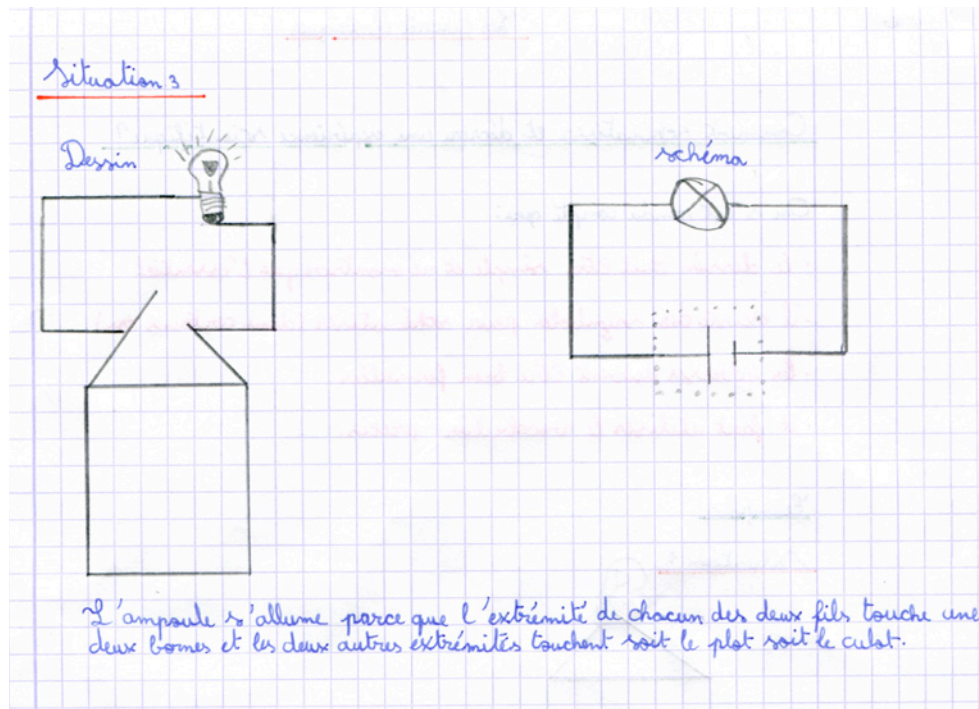 Situation 3
Dessin
schéma
L'ampoule s'allume parce que l'extrémité de chacun des deux fils touche une
deux bornes et les deux autres extrémités touchent soit le plot soit le culot.